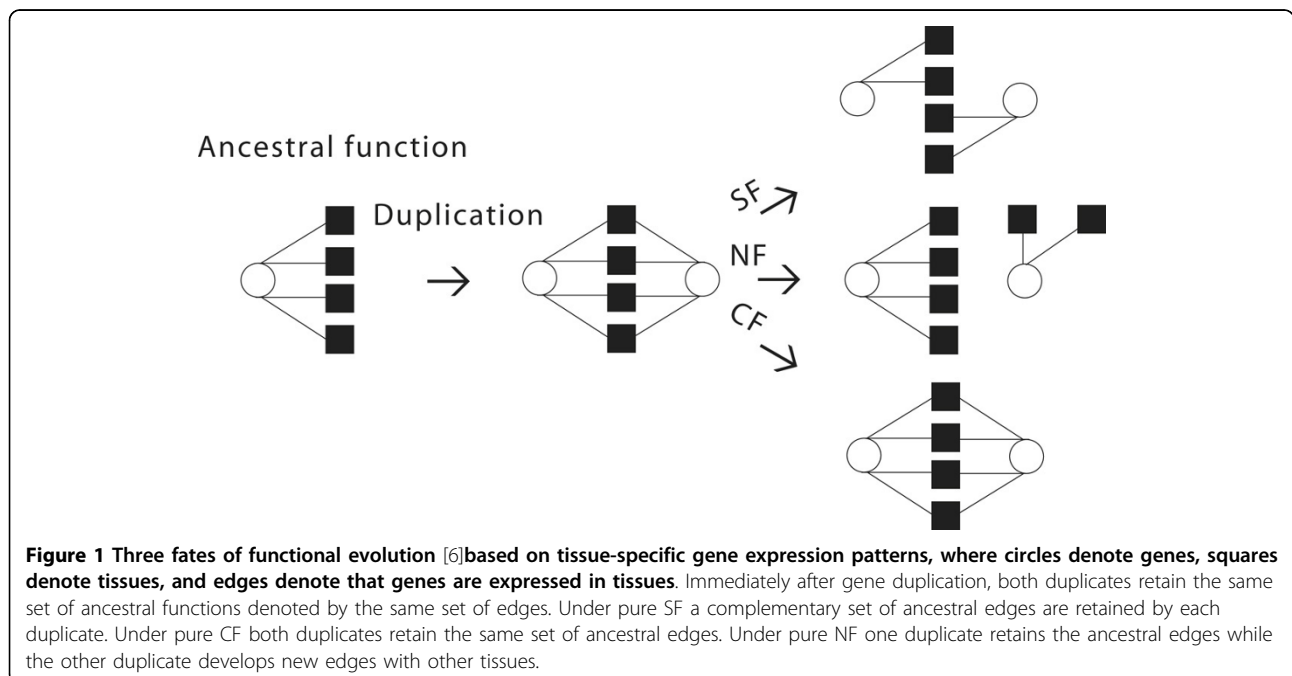 Ancestral function
Duplication
SF
NF
CF
Figure 1 Three fates of functional evolution [6]based on tissue-specific gene expression patterns, where circles denote genes, squares
denote tissues, and edges denote that genes are expressed in tissues. Immediately after gene duplication, both duplicates retain the same
set of ancestral functions denoted by the same set of edges. Under pure SF a complementary set of ancestral edges are retained by each
duplicate. Under pure CF both duplicates retain the same set of ancestral edges. Under pure NF one duplicate retains the ancestral edges while
the other duplicate develops new edges with other tissues.